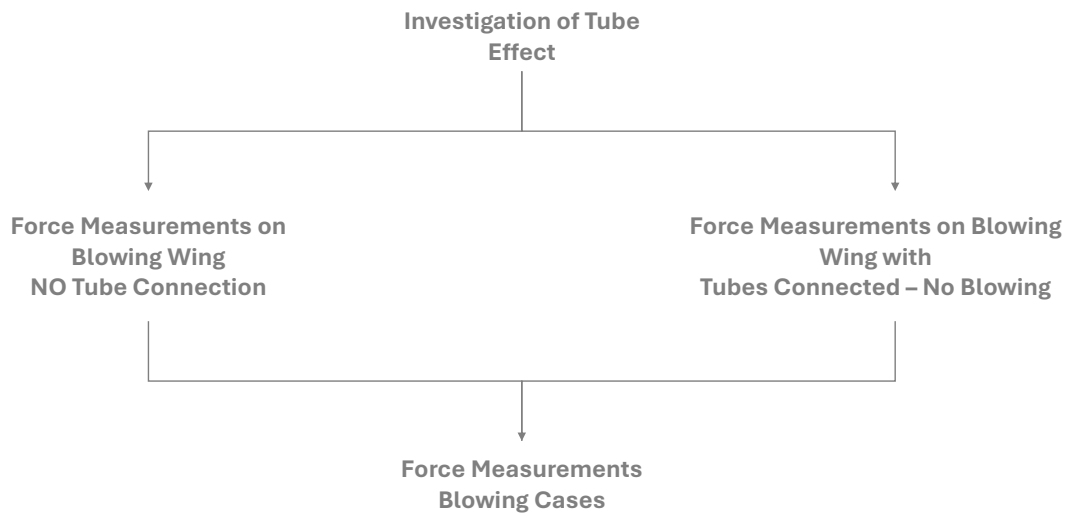 Investigation of Tube
Effect
Force Measurements on
Blowing Wing
NO Tube Connection
Force Measurements on Blowing
Wing with
Tubes Connected – No Blowing
Force Measurements
Blowing Cases